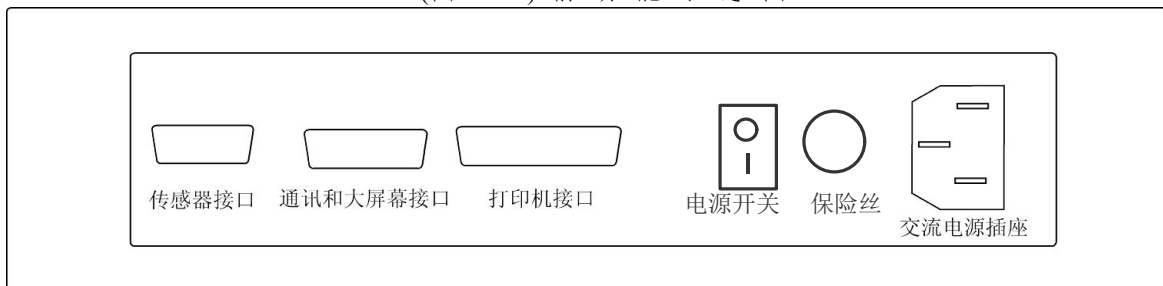 传感器接口
通讯和大屏幕接口
打印机接口
电源开关
保险丝
交流电源插座